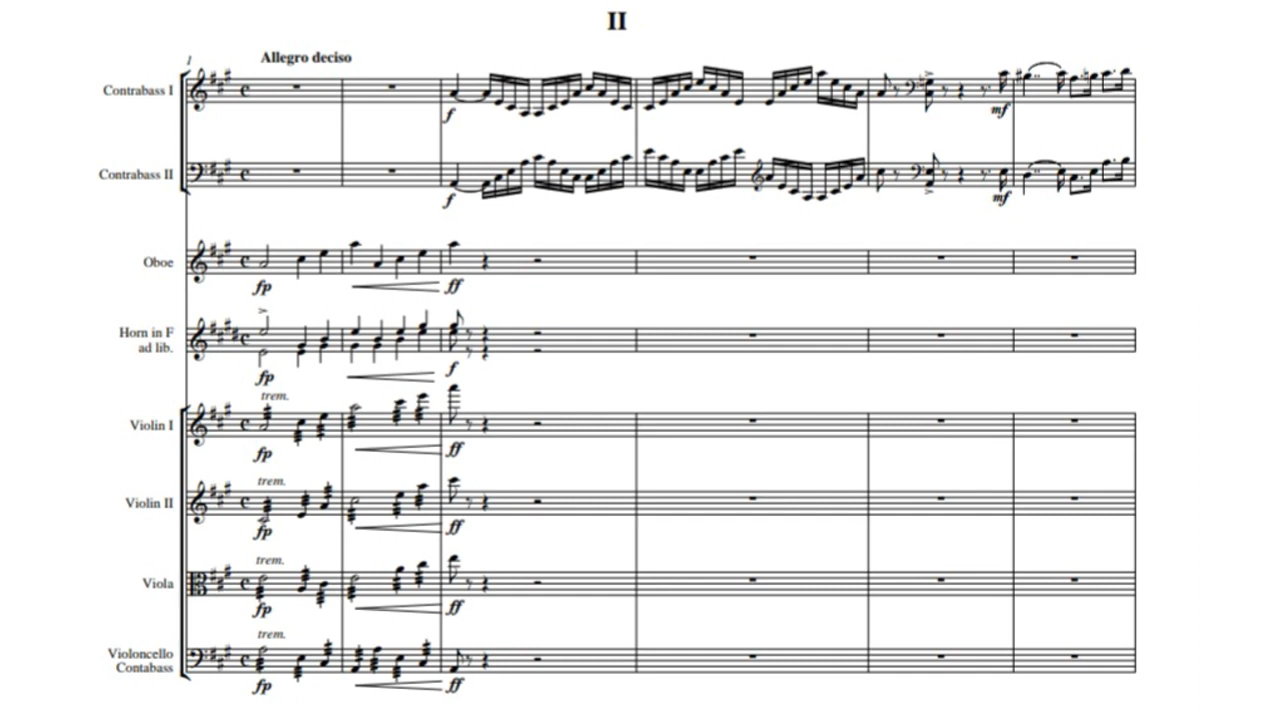 II
1
Allegro deciso
Contrabass I
f
mf
Contrabass II
f
mf
Oboe
fp
ff
Horn in F
ad lib.
fp
f
trem.
Violin I
fp
ff
trem.
Violin II
fp
ff
trem.
Viola
fp
ff
trem.
Violoncello
Contabass
fp
ff